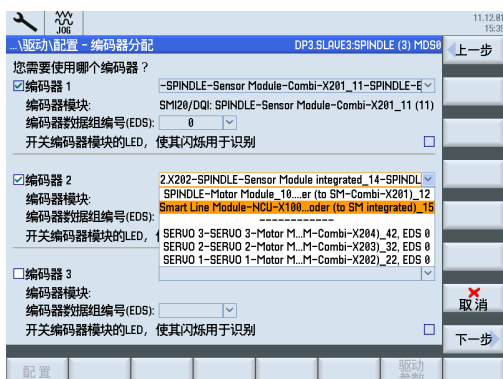 JOG
11.12.01
15:35
...\驱动\配置 - 编码器分配
DP3.SLAVE3:SPINDLE (3) MDS0
上一步
您需要使用哪个编码器？
编码器 1
-SPINDLE-Sensor Module-Combi-X201_11-SPINDLE-E
编码器模块:
SMI20/DQI: SPINDLE-Sensor Module-Combi-X201_11 (11)
编码器数据组编号(EDS):
0
开关编码器模块的LED，使其闪烁用于识别
编码器 2
2.X202-SPINDLE-Sensor Module integrated_14-SPINDL
编码器模块:
SPINDLE-Motor Module_10...er (to SM-Combi-X201)_12
编码器数据组编号(EDS):
Smart Line Module-NCU-X100...oder (to SM integrated)_15
------------
开关编码器模块的LED，
SERVO 3-SERVO 3-Motor M...M-Combi-X204)_42, EDS 0
SERVO 2-SERVO 2-Motor M...M-Combi-X203)_32, EDS 0
SERVO 1-SERVO 1-Motor M...M-Combi-X202)_22, EDS 0
编码器 3
编码器模块:
编码器数据组编号(EDS):
开关编码器模块的LED，使其闪烁用于识别
取消
下一步
配置
驱动